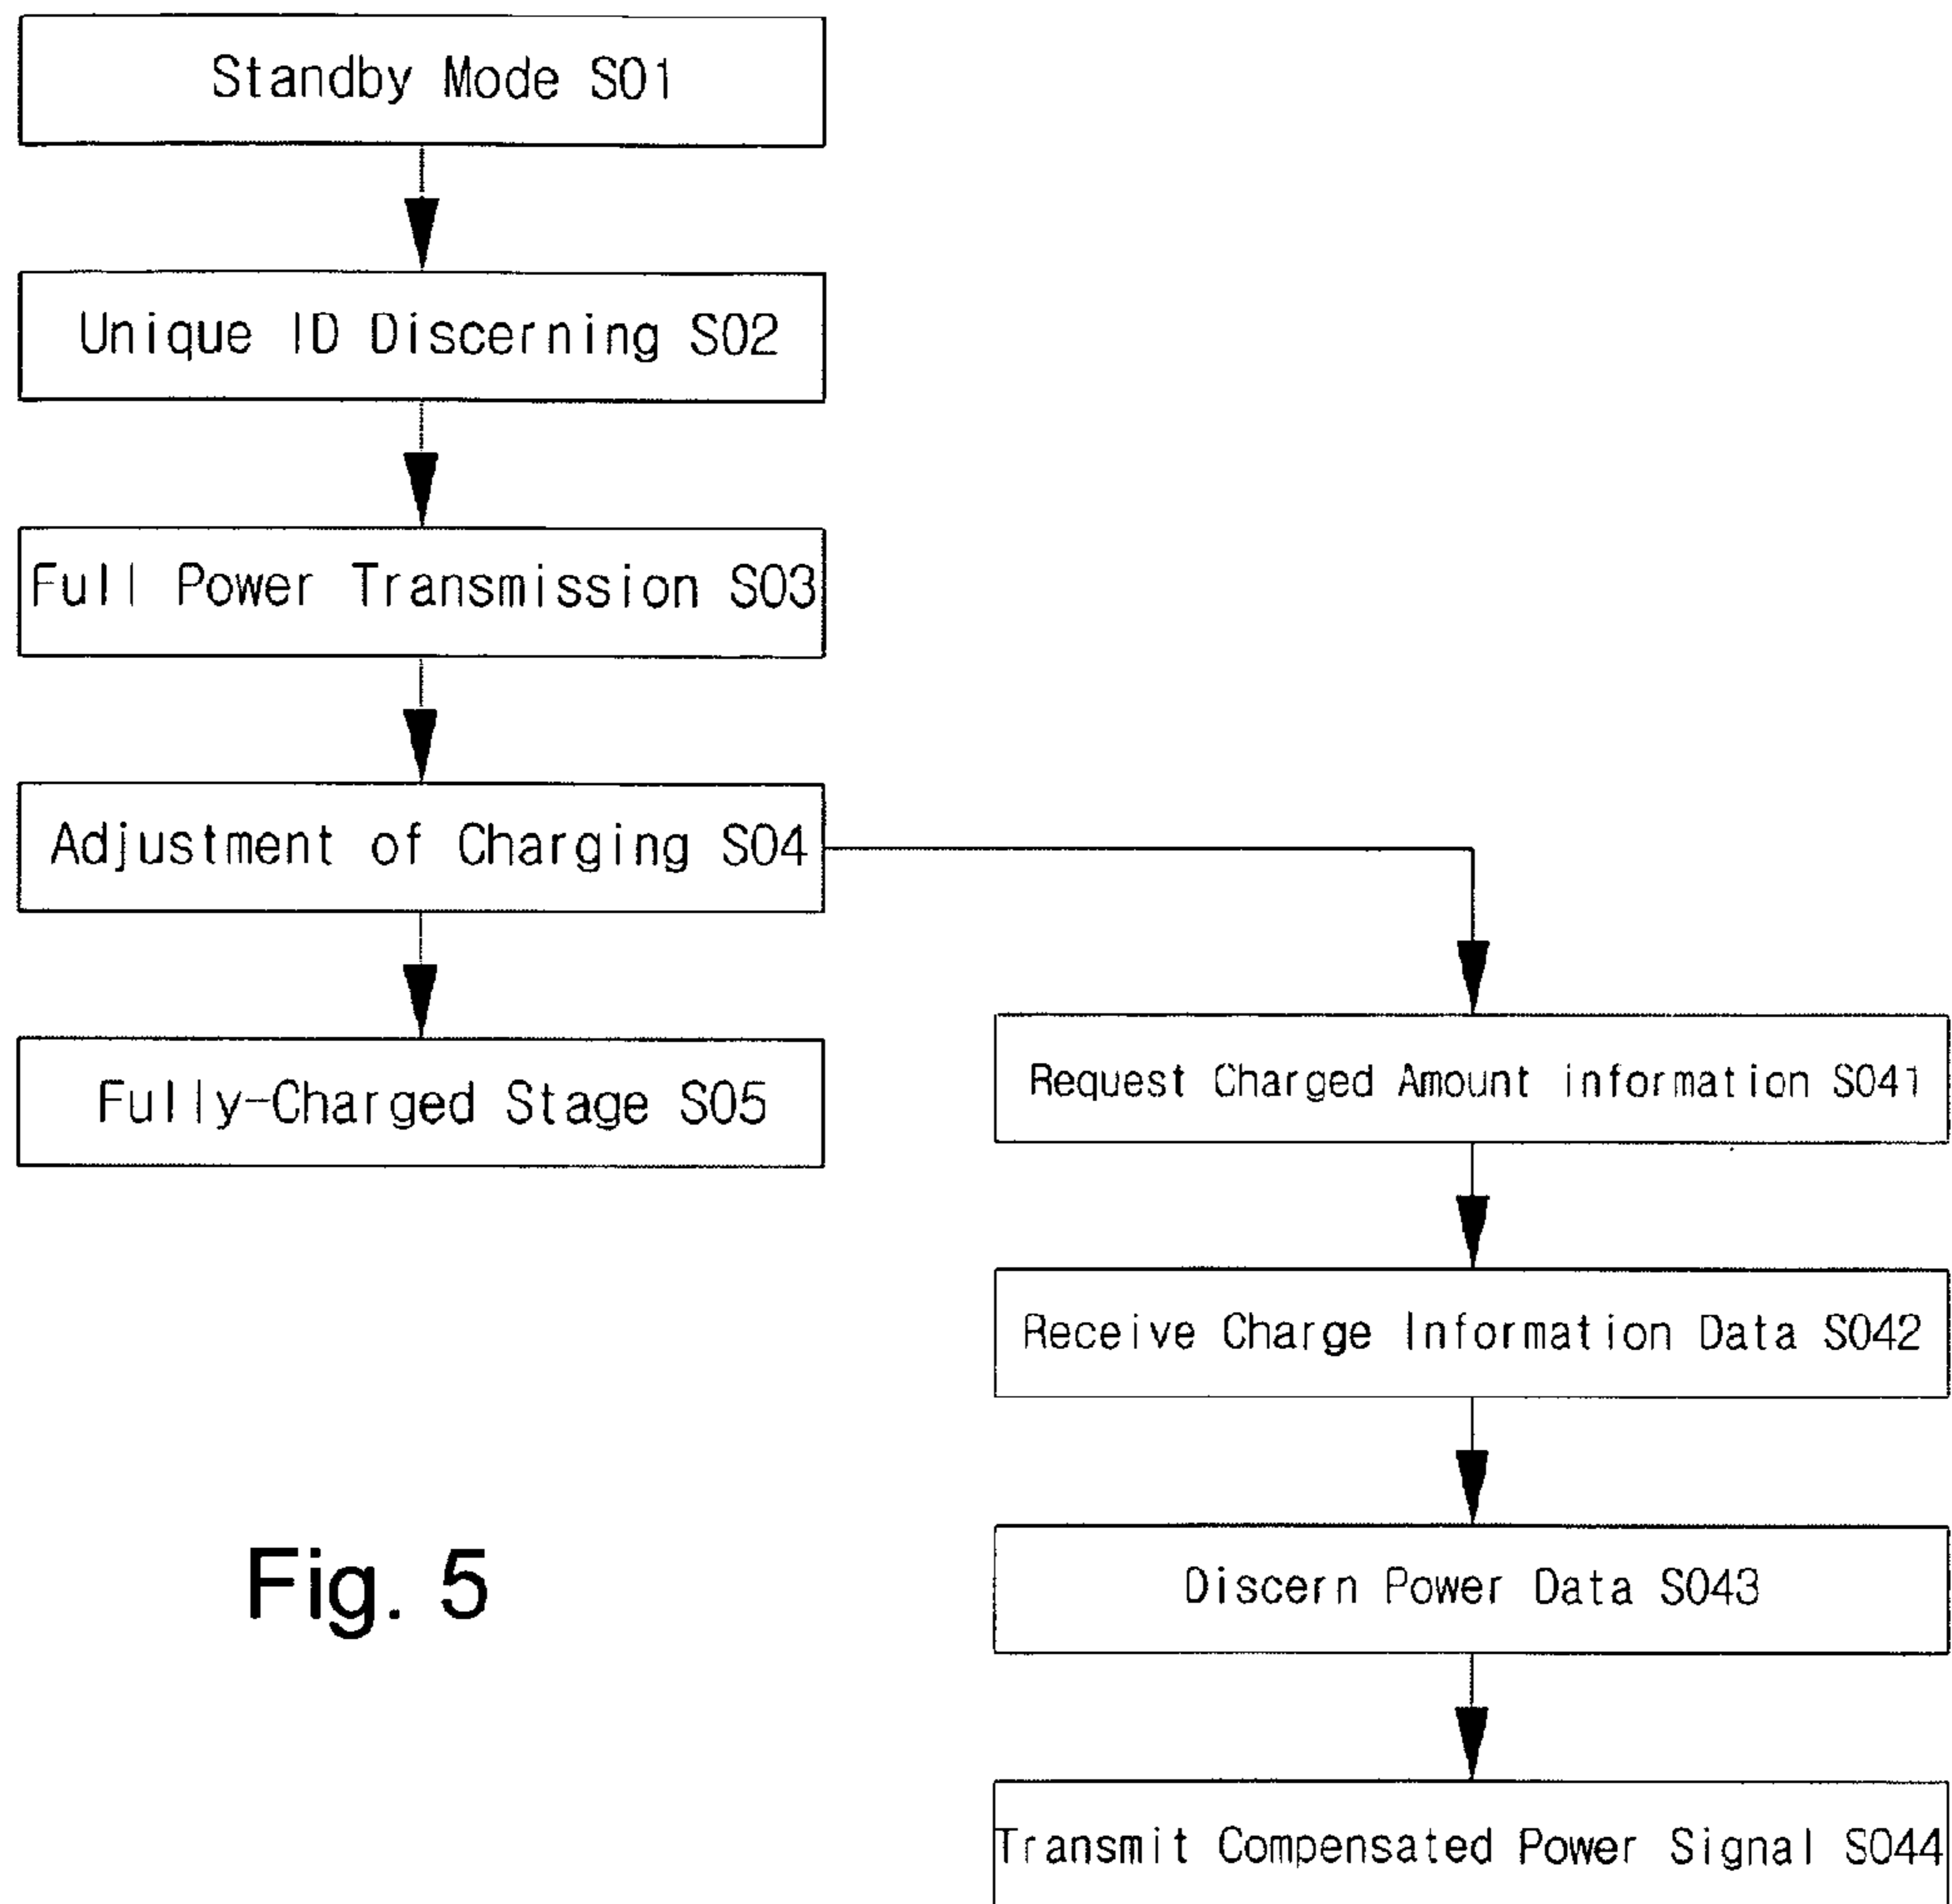 Standby Mode S01
Unique ID Discerning S02
Full Power Transmission S03
Adjustment of Charging S04
Fully-Charged Stage S05
Request Charged Amount information S041
Receive Charge Information Data S042
Discern Power Data S043
Transmit Compensated Power Signal S044
Fig. 5